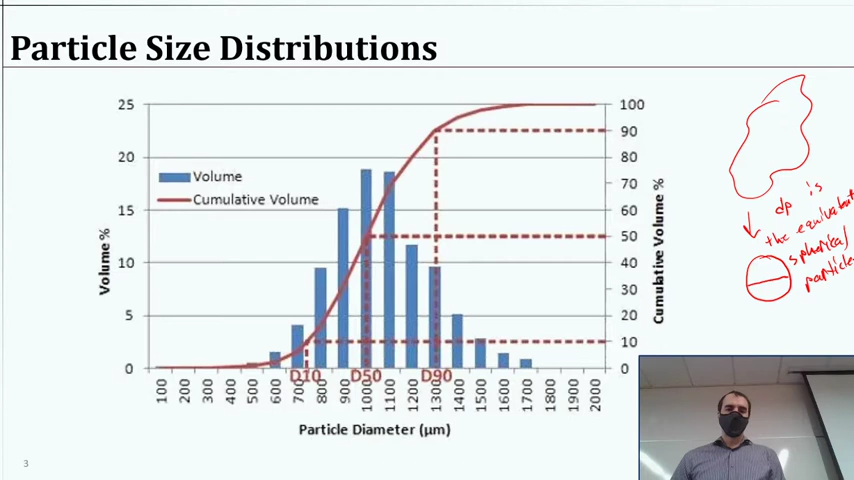 Particle Size Distributions
25
20
15
10
5
0
Volume %
Volume
Cumulative Volume
100
90
80
70
60
50
40
30
20
10
0
Cumulative Volume %
D10
D50
D90
100
200
300
400
500
600
700
800
900
1000
1100
1200
1300
1400
1500
1600
1700
1800
1900
2000
Particle Diameter (µm)
dp is
the equivalent
spherical
particle
3